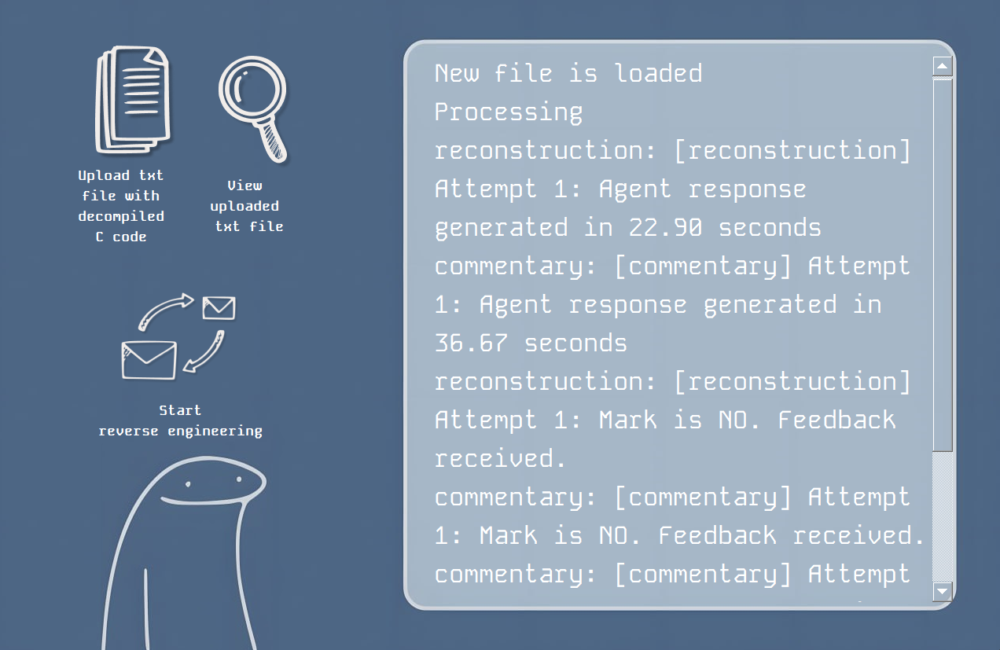 Upload txt
file with
decompiled
C code
View
uploaded
txt file
Start
reverse engineering
New file is loaded
Processing
reconstruction: [reconstruction]
Attempt 1: Agent response
generated in 22.90 seconds
commentary: [commentary] Attempt
1: Agent response generated in
36.67 seconds
reconstruction: [reconstruction]
Attempt 1: Mark is NO. Feedback
received.
commentary: [commentary] Attempt
1: Mark is NO. Feedback received.
commentary: [commentary] Attempt